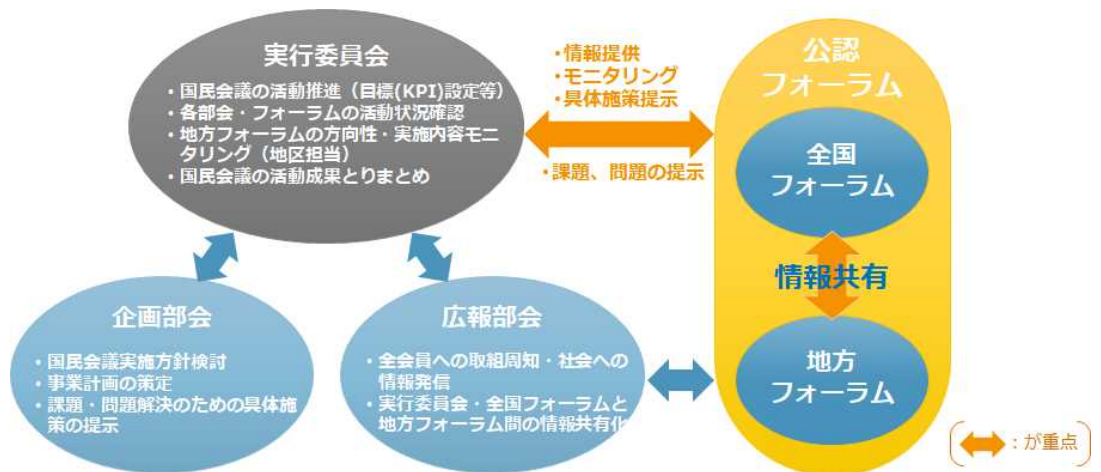 実行委員会
・国民会議の活動推進（目標(KPI)設定等）
・各部会・フォーラムの活動状況確認
・地方フォーラムの方向性・実施内容モニ
タリング（地区担当）
・国民会議の活動成果とりまとめ
・情報提供
・モニタリング
・具体施策提示
・課題、問題の提示
公認
フォーラム
全国
フォーラム
情報共有
地方
フォーラム
企画部会
・国民会議実施方針検討
・事業計画の策定
・課題・問題解決のための具体施
策の提示
広報部会
・全会員への取組周知・社会への
情報発信
・実行委員会・全国フォーラムと
地方フォーラム間の情報共有化
：が重点